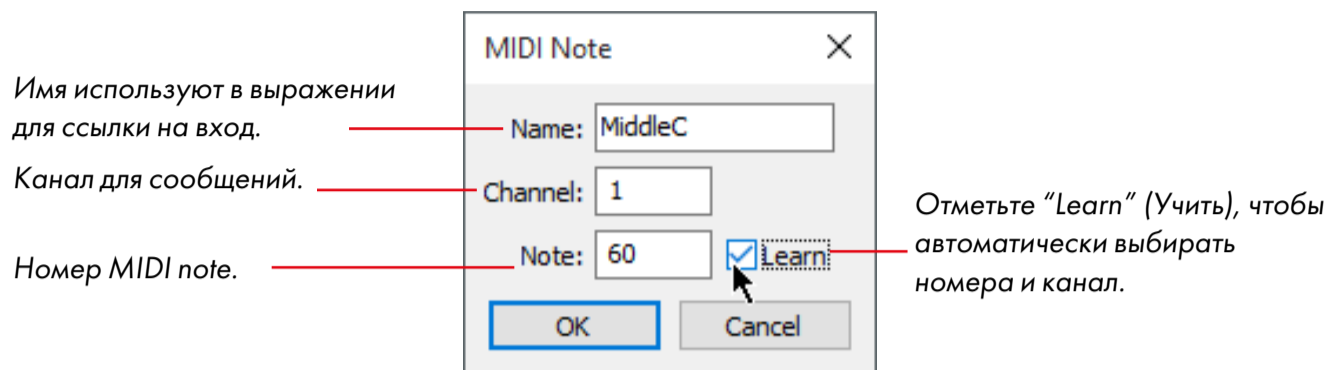 MIDI Note
Имя используют в выражении
для ссылки на вход.
Name: MiddleC
Канал для сообщений.
Channel: 1
Номер MIDI note.
Note: 60 Learn
Отметьте “Learn” (Учить), чтобы
автоматически выбирать
номера и канал.
OK Cancel